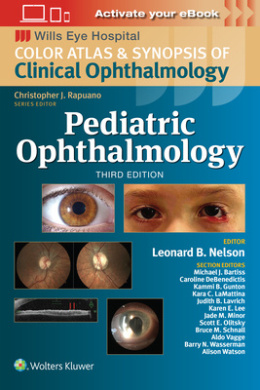 Activate your eBook
Wills Eye Hospital
COLOR ATLAS & SYNOPSIS OF
Clinical Ophthalmology
Christopher J. Rapuano
SERIES EDITOR
Pediatric
Ophthalmology
THIRD EDITION
EDITOR
Leonard B. Nelson
SECTION EDITORS
Michael J. Bartiss
Caroline DeBenedictis
Kammi B. Gunton
Kara C. LaMattina
Judith B. Lavrich
Karen E. Lee
Jade M. Minor
Scott E. Olitsky
Bruce M. Schnall
Aldo Vagge
Barry N. Wasserman
Alison Watson
Wolters Kluwer